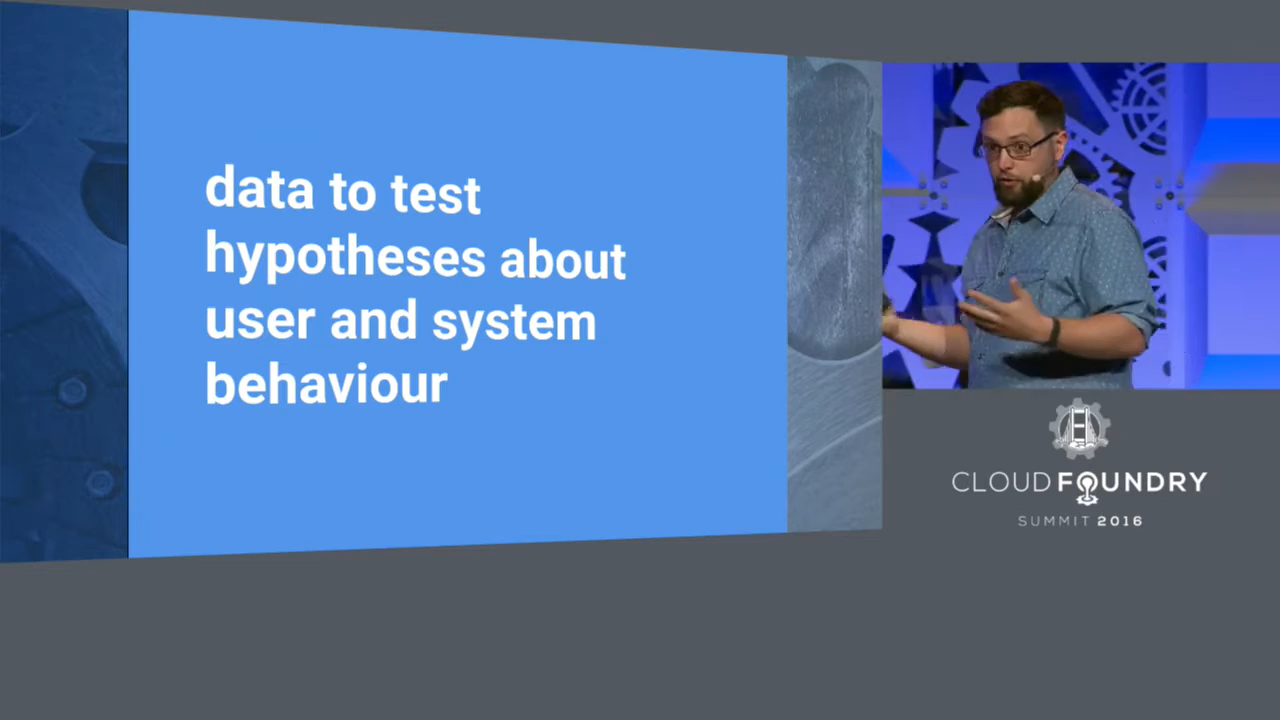 data to test
hypotheses about
user and system
behaviour
CLOUD FOUNDRY
SUMMIT 2016